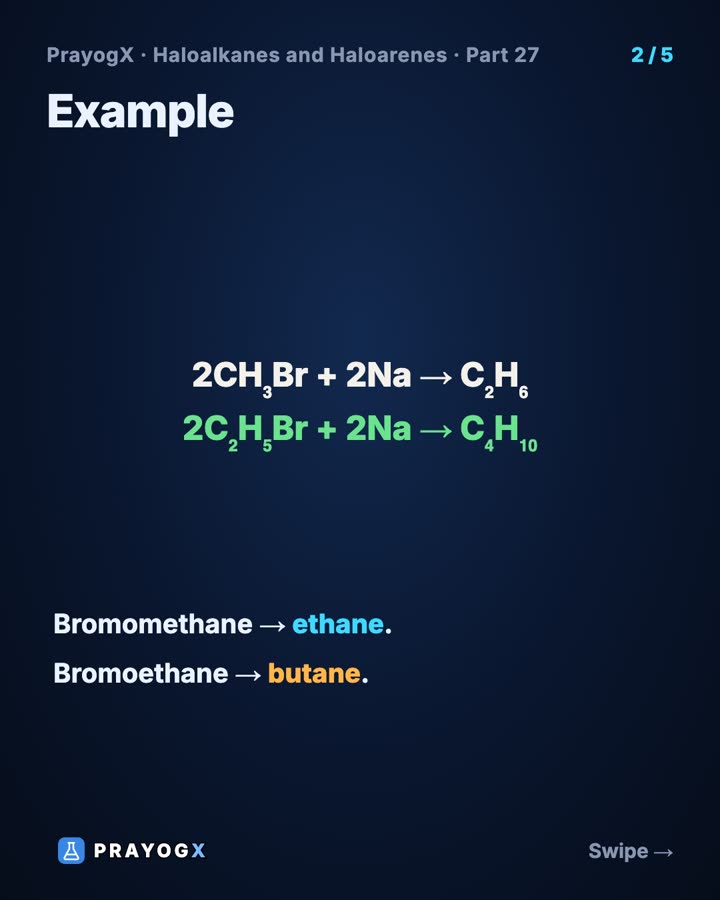 PrayogX · Haloalkanes and Haloarenes · Part 27
2 / 5
Example
2CH₃Br + 2Na → C₂H₆
2C₂H₅Br + 2Na → C₄H₁₀
Bromomethane → ethane.
Bromoethane → butane.
PRAYOGX
Swipe →